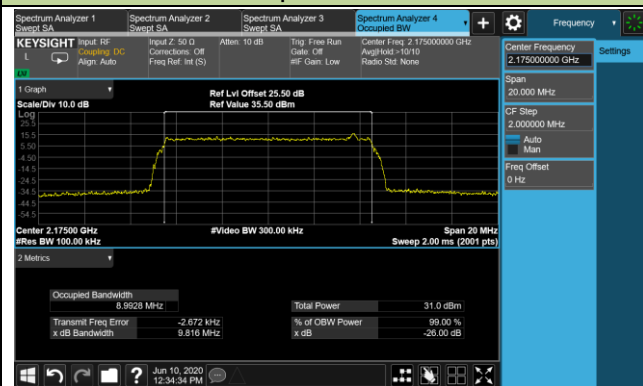 Spectrum Analyzer 1
Swept SA
Spectrum Analyzer 2
Swept SA
Spectrum Analyzer 3
Swept SA
Spectrum Analyzer 4
Occupied BW
Frequency
KEYSIGHT
L
Input: RF
Coupling: DC
Align: Auto
Input Z: 50 Ω
Corrections: Off
Freq Ref: Int (S)
Atten: 10 dB
Trig: Free Run
Gate: Off
#IF Gain: Low
Center Freq: 2.175000000 GHz
Avg|Hold >10/10
Radio Std: None
Center Frequency
2.175000000 GHz
Settings
Span
20.000 MHz
CF Step
2.000000 MHz
Auto
Man
Freq Offset
0 Hz
1 Graph
Scale/Div 10.0 dB
Ref Lvl Offset 25.50 dB
Ref Value 35.50 dBm
Log
25.5
15.5
5.50
-4.50
-14.5
-24.5
-34.5
-44.5
-54.5
Center 2.17500 GHz
#Res BW 100.00 kHz
#Video BW 300.00 kHz
Span 20 MHz
Sweep 2.00 ms (2001 pts)
2 Metrics
Occupied Bandwidth
8.9928 MHz
Total Power 31.0 dBm
Transmit Freq Error -2.672 kHz
% of OBW Power 99.00 %
x dB Bandwidth 9.816 MHz
x dB -26.00 dB
Jun 10, 2020
12:34:34 PM